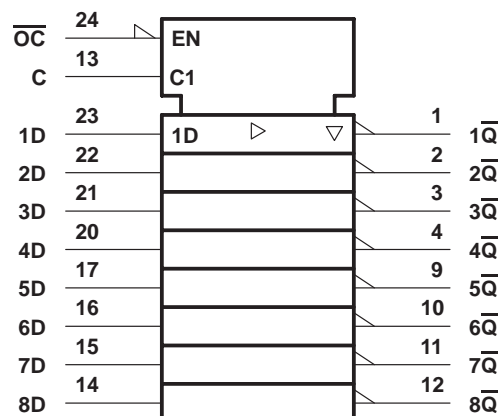 24
O̅C̅ EN
13
C C1
23 1
1D 1D 1Q̅
22 2
2D 2Q̅
21 3
3D 3Q̅
20 4
4D 4Q̅
17 9
5D 5Q̅
16 10
6D 6Q̅
15 11
7D 7Q̅
14 12
8D 8Q̅